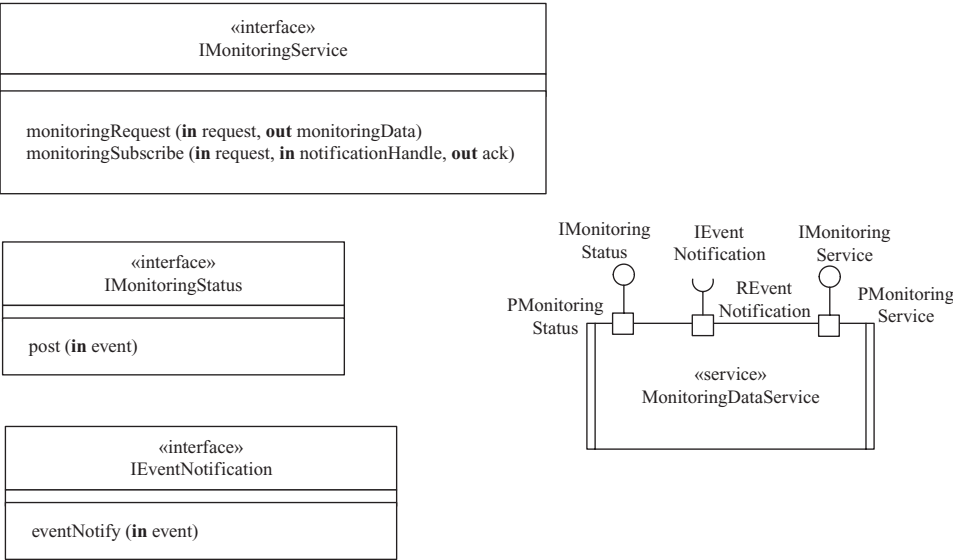 «interface»
IMonitoringService
monitoringRequest (in request, out monitoringData)
monitoringSubscribe (in request, in notificationHandle, out ack)
«interface»
IMonitoringStatus
post (in event)
«interface»
IEventNotification
eventNotify (in event)
IMonitoring
Status
IEvent
Notification
IMonitoring
Service
PMonitoring
Status
REvent
Notification
PMonitoring
Service
«service»
MonitoringDataService